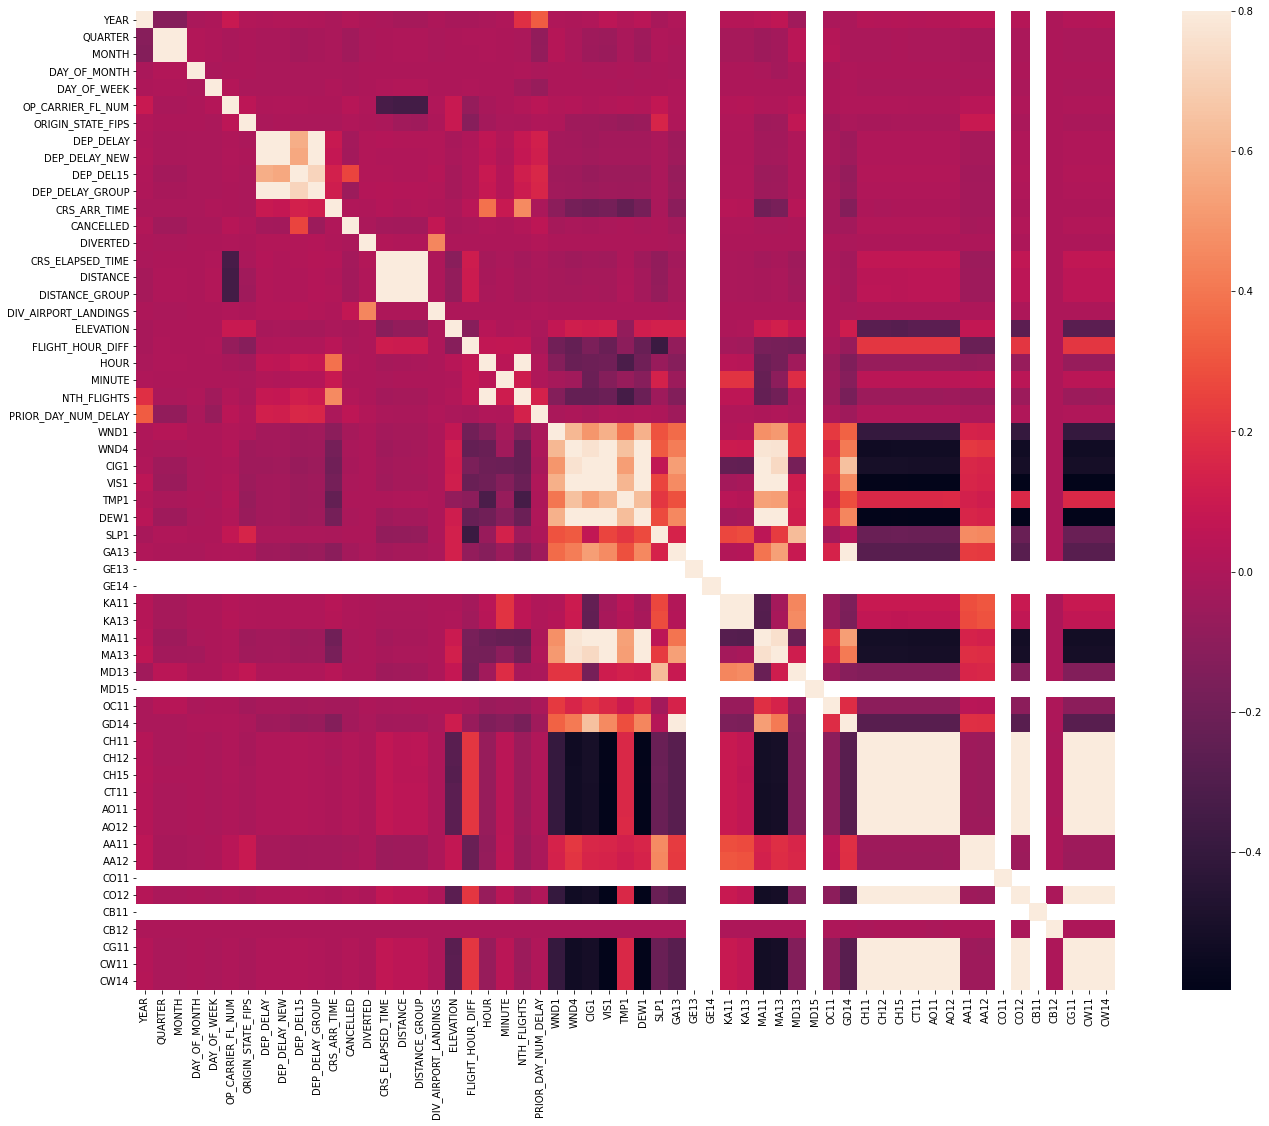 YEAR
QUARTER
MONTH
DAY_OF_MONTH
DAY_OF_WEEK
OP_CARRIER_FL_NUM
ORIGIN_STATE_FIPS
DEP_DELAY
DEP_DELAY_NEW
DEP_DEL15
DEP_DELAY_GROUP
CRS_ARR_TIME
CANCELLED
DIVERTED
CRS_ELAPSED_TIME
DISTANCE
DISTANCE_GROUP
DIV_AIRPORT_LANDINGS
ELEVATION
FLIGHT_HOUR_DIFF
HOUR
MINUTE
NTH_FLIGHTS
PRIOR_DAY_NUM_DELAY
WND1
WND4
CIG1
VIS1
TMP1
DEW1
SLP1
GA13
GE13
GE14
KA11
KA13
MA11
MA13
MD13
MD15
OC11
GD14
CH11
CH12
CH15
CT11
AO11
AO12
AA11
AA12
CO11
CO12
CB11
CB12
CG11
CW11
CW14
YEAR
QUARTER
MONTH
DAY_OF_MONTH
DAY_OF_WEEK
OP_CARRIER_FL_NUM
ORIGIN_STATE_FIPS
DEP_DELAY
DEP_DELAY_NEW
DEP_DEL15
DEP_DELAY_GROUP
CRS_ARR_TIME
CANCELLED
DIVERTED
CRS_ELAPSED_TIME
DISTANCE
DISTANCE_GROUP
DIV_AIRPORT_LANDINGS
ELEVATION
FLIGHT_HOUR_DIFF
HOUR
MINUTE
NTH_FLIGHTS
PRIOR_DAY_NUM_DELAY
WND1
WND4
CIG1
VIS1
TMP1
DEW1
SLP1
GA13
GE13
GE14
KA11
KA13
MA11
MA13
MD13
MD15
OC11
GD14
CH11
CH12
CH15
CT11
AO11
AO12
AA11
AA12
CO11
CO12
CB11
CB12
CG11
CW11
CW14
0.8
0.6
0.4
0.2
0.0
−0.2
−0.4